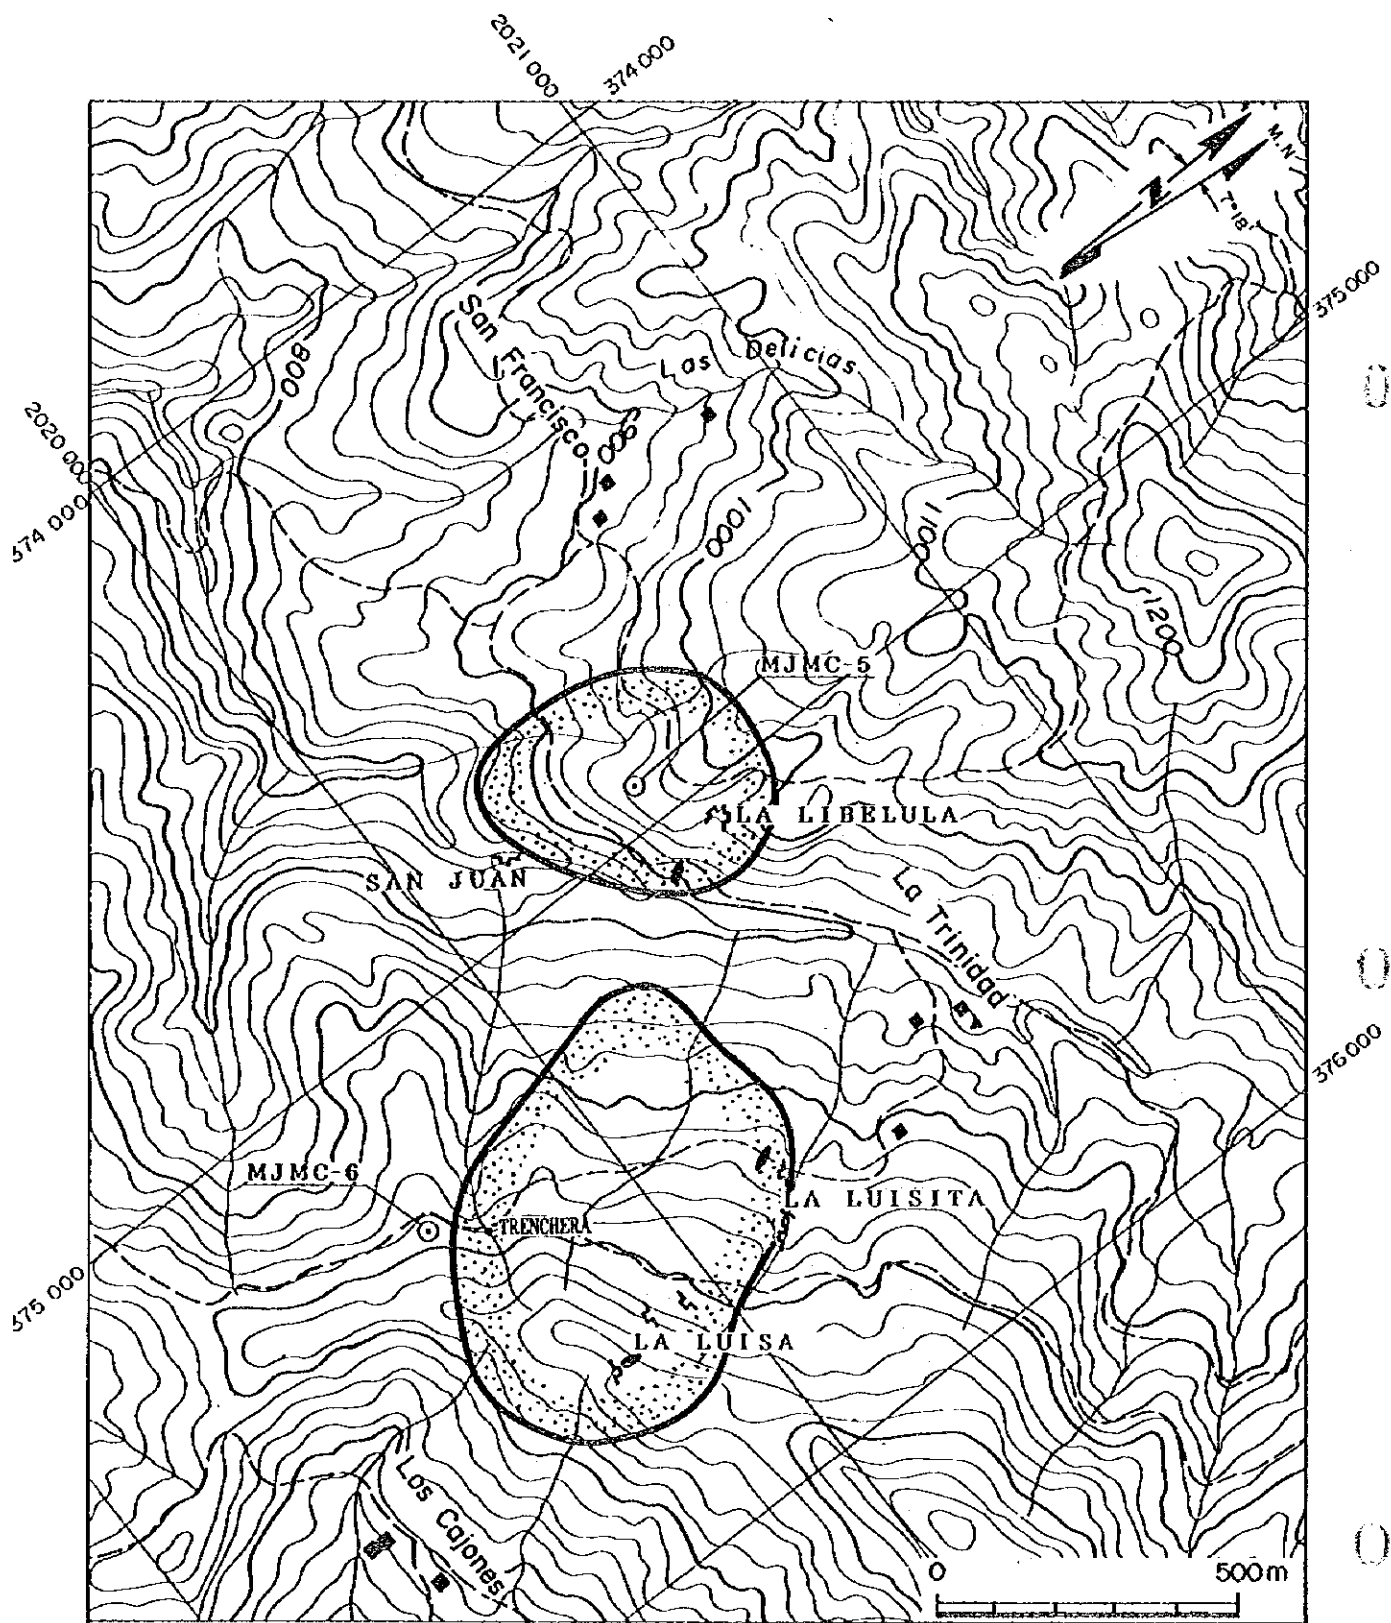 2021 000
374 000
M.N
N
7°18'
375 000
San Francisco
Las Delicias
800
900
2020 000
374 000
1000
1100
1200
MJMC-5
LA LIBELULA
SAN JUAN
La Trinidad
376 000
MJMC-6
LA LUISITA
TRENCHERA
375 000
LA LUISA
Los Cajones
0 500m